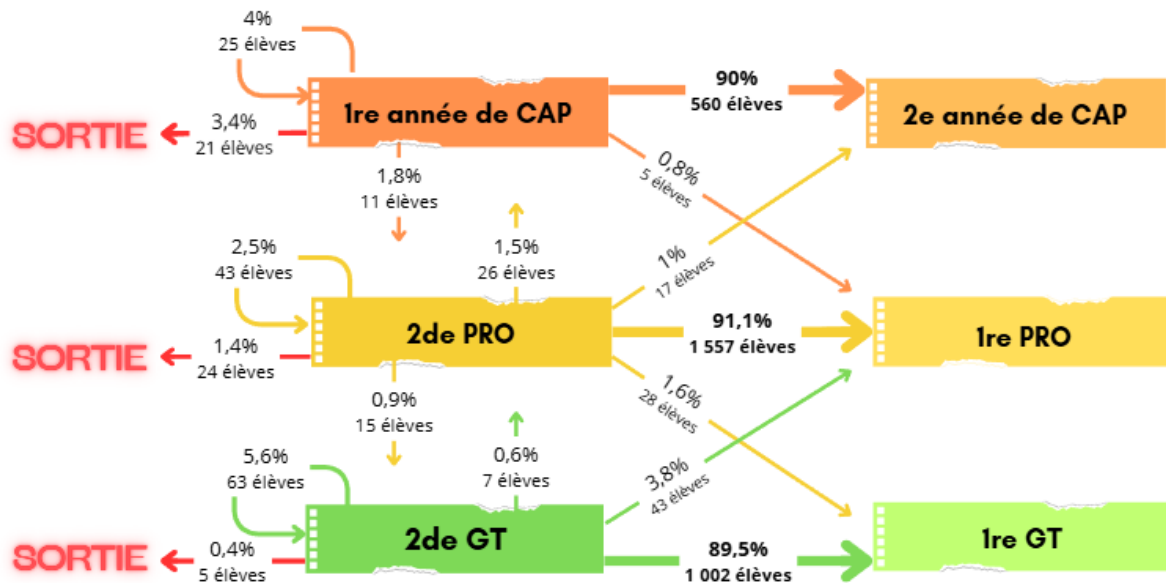 4%
25 élèves
1re année de CAP
90%
560 élèves
2e année de CAP
SORTIE
3,4%
21 élèves
1,8%
11 élèves
0,8%
5 élèves
2,5%
43 élèves
1,5%
26 élèves
1%
17 élèves
2de PRO
91,1%
1 557 élèves
1re PRO
SORTIE
1,4%
24 élèves
0,9%
15 élèves
1,6%
28 élèves
5,6%
63 élèves
0,6%
7 élèves
3,8%
43 élèves
2de GT
89,5%
1 002 élèves
1re GT
SORTIE
0,4%
5 élèves